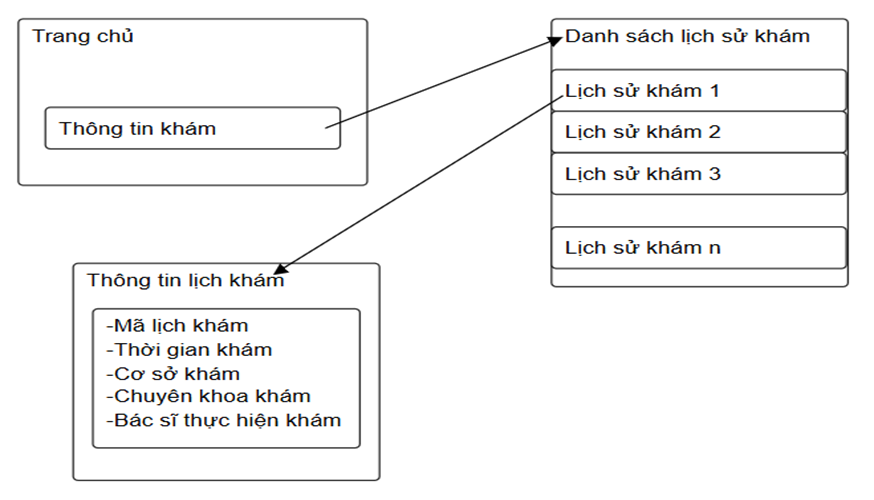 Trang chủ
Thông tin khám
Danh sách lịch sử khám
Lịch sử khám 1
Lịch sử khám 2
Lịch sử khám 3
Lịch sử khám n
Thông tin lịch khám
-Mã lịch khám
-Thời gian khám
-Cơ sở khám
-Chuyên khoa khám
-Bác sĩ thực hiện khám